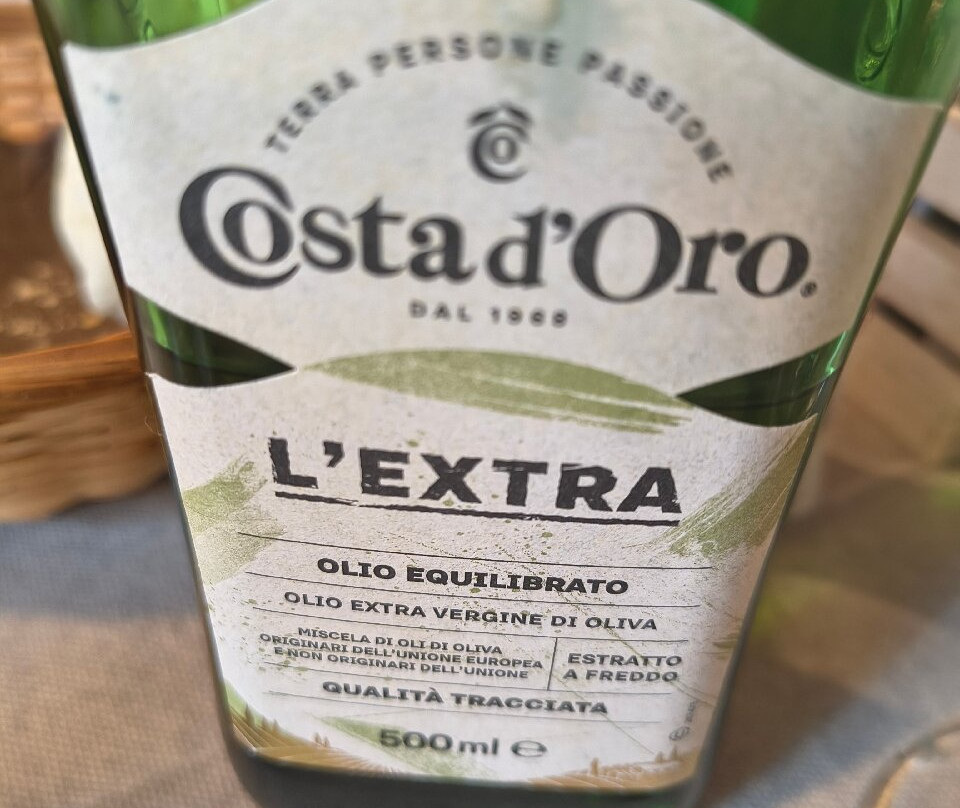 TERRA PERSONE PASSIONE
Costa d'Oro®
DAL 1968
L'EXTRA
OLIO EQUILIBRATO
OLIO EXTRA VERGINE DI OLIVA
MISCELA DI OLI DI OLIVA
ORIGINARI DELL'UNIONE EUROPEA
E NON ORIGINARI DELL'UNIONE
ESTRATTO
A FREDDO
QUALITÀ TRACCIATA
500ml ℮